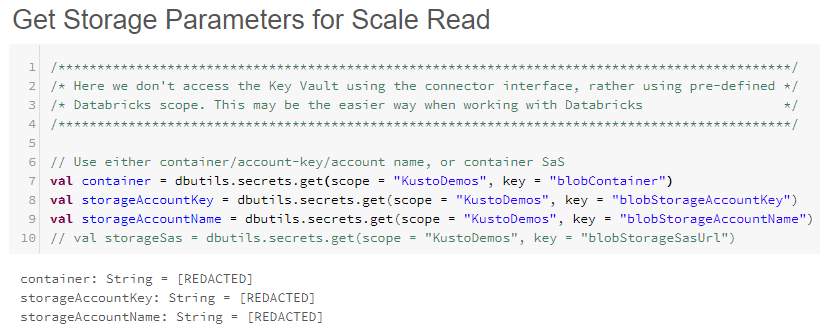 Get Storage Parameters for Scale Read
1 /*******************************************************************************************/
2 /* Here we don't access the Key Vault using the connector interface, rather using pre-defined */
3 /* Databricks scope. This may be the easier way when working with Databricks */
4 /*******************************************************************************************/
5
6 // Use either container/account-key/account name, or container SaS
7 val container = dbutils.secrets.get(scope = "KustoDemos", key = "blobContainer")
8 val storageAccountKey = dbutils.secrets.get(scope = "KustoDemos", key = "blobStorageAccountKey")
9 val storageAccountName = dbutils.secrets.get(scope = "KustoDemos", key = "blobStorageAccountName")
10 // val storageSas = dbutils.secrets.get(scope = "KustoDemos", key = "blobStorageSasUrl")
container: String = [REDACTED]
storageAccountKey: String = [REDACTED]
storageAccountName: String = [REDACTED]